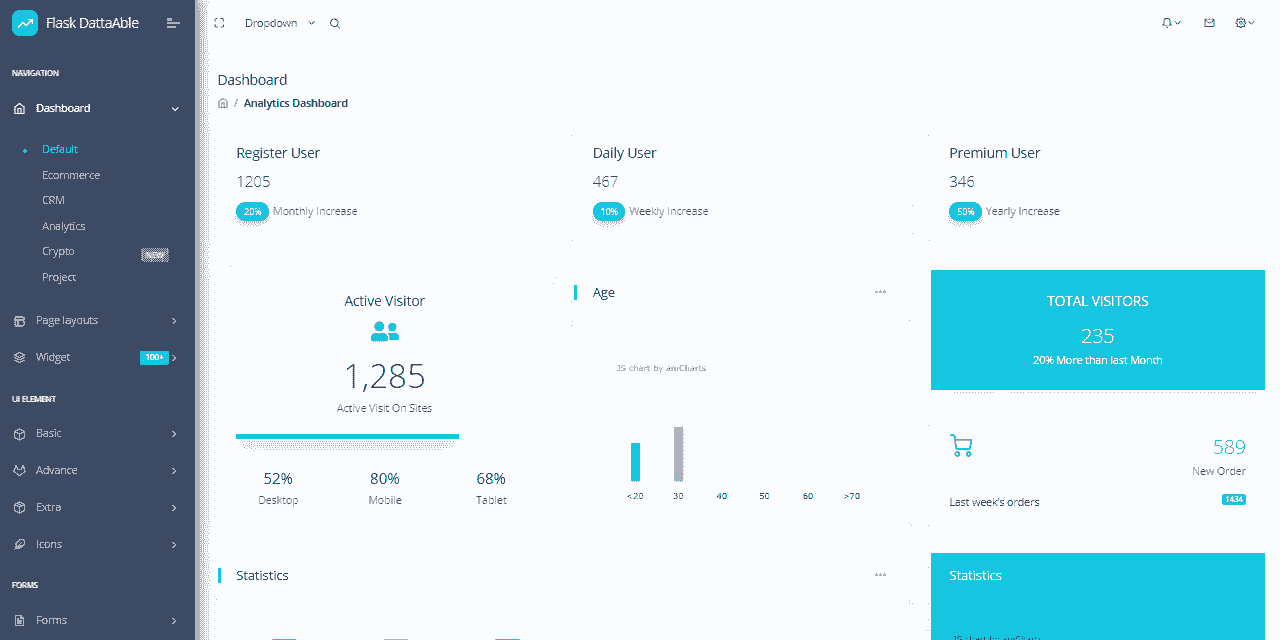 Flask DattaAble
Dropdown
NAVIGATION
Dashboard
Default
Ecommerce
CRM
Analytics
Crypto
NEW
Project
Page layouts
Widget
100+
UI ELEMENT
Basic
Advance
Extra
Icons
FORMS
Forms
Dashboard
/ Analytics Dashboard
Register User
1205
20% Monthly Increase
Daily User
467
10% Weekly Increase
Premium User
346
50% Yearly Increase
Active Visitor
1,285
Active Visit On Sites
52% 80% 68%
Desktop Mobile Tablet
Age
JS chart by amCharts
<20 30 40 50 60 >70
TOTAL VISITORS
235
20% More than last Month
589
New Order
Last week's orders
1434
Statistics
Statistics
JS chart by amCharts